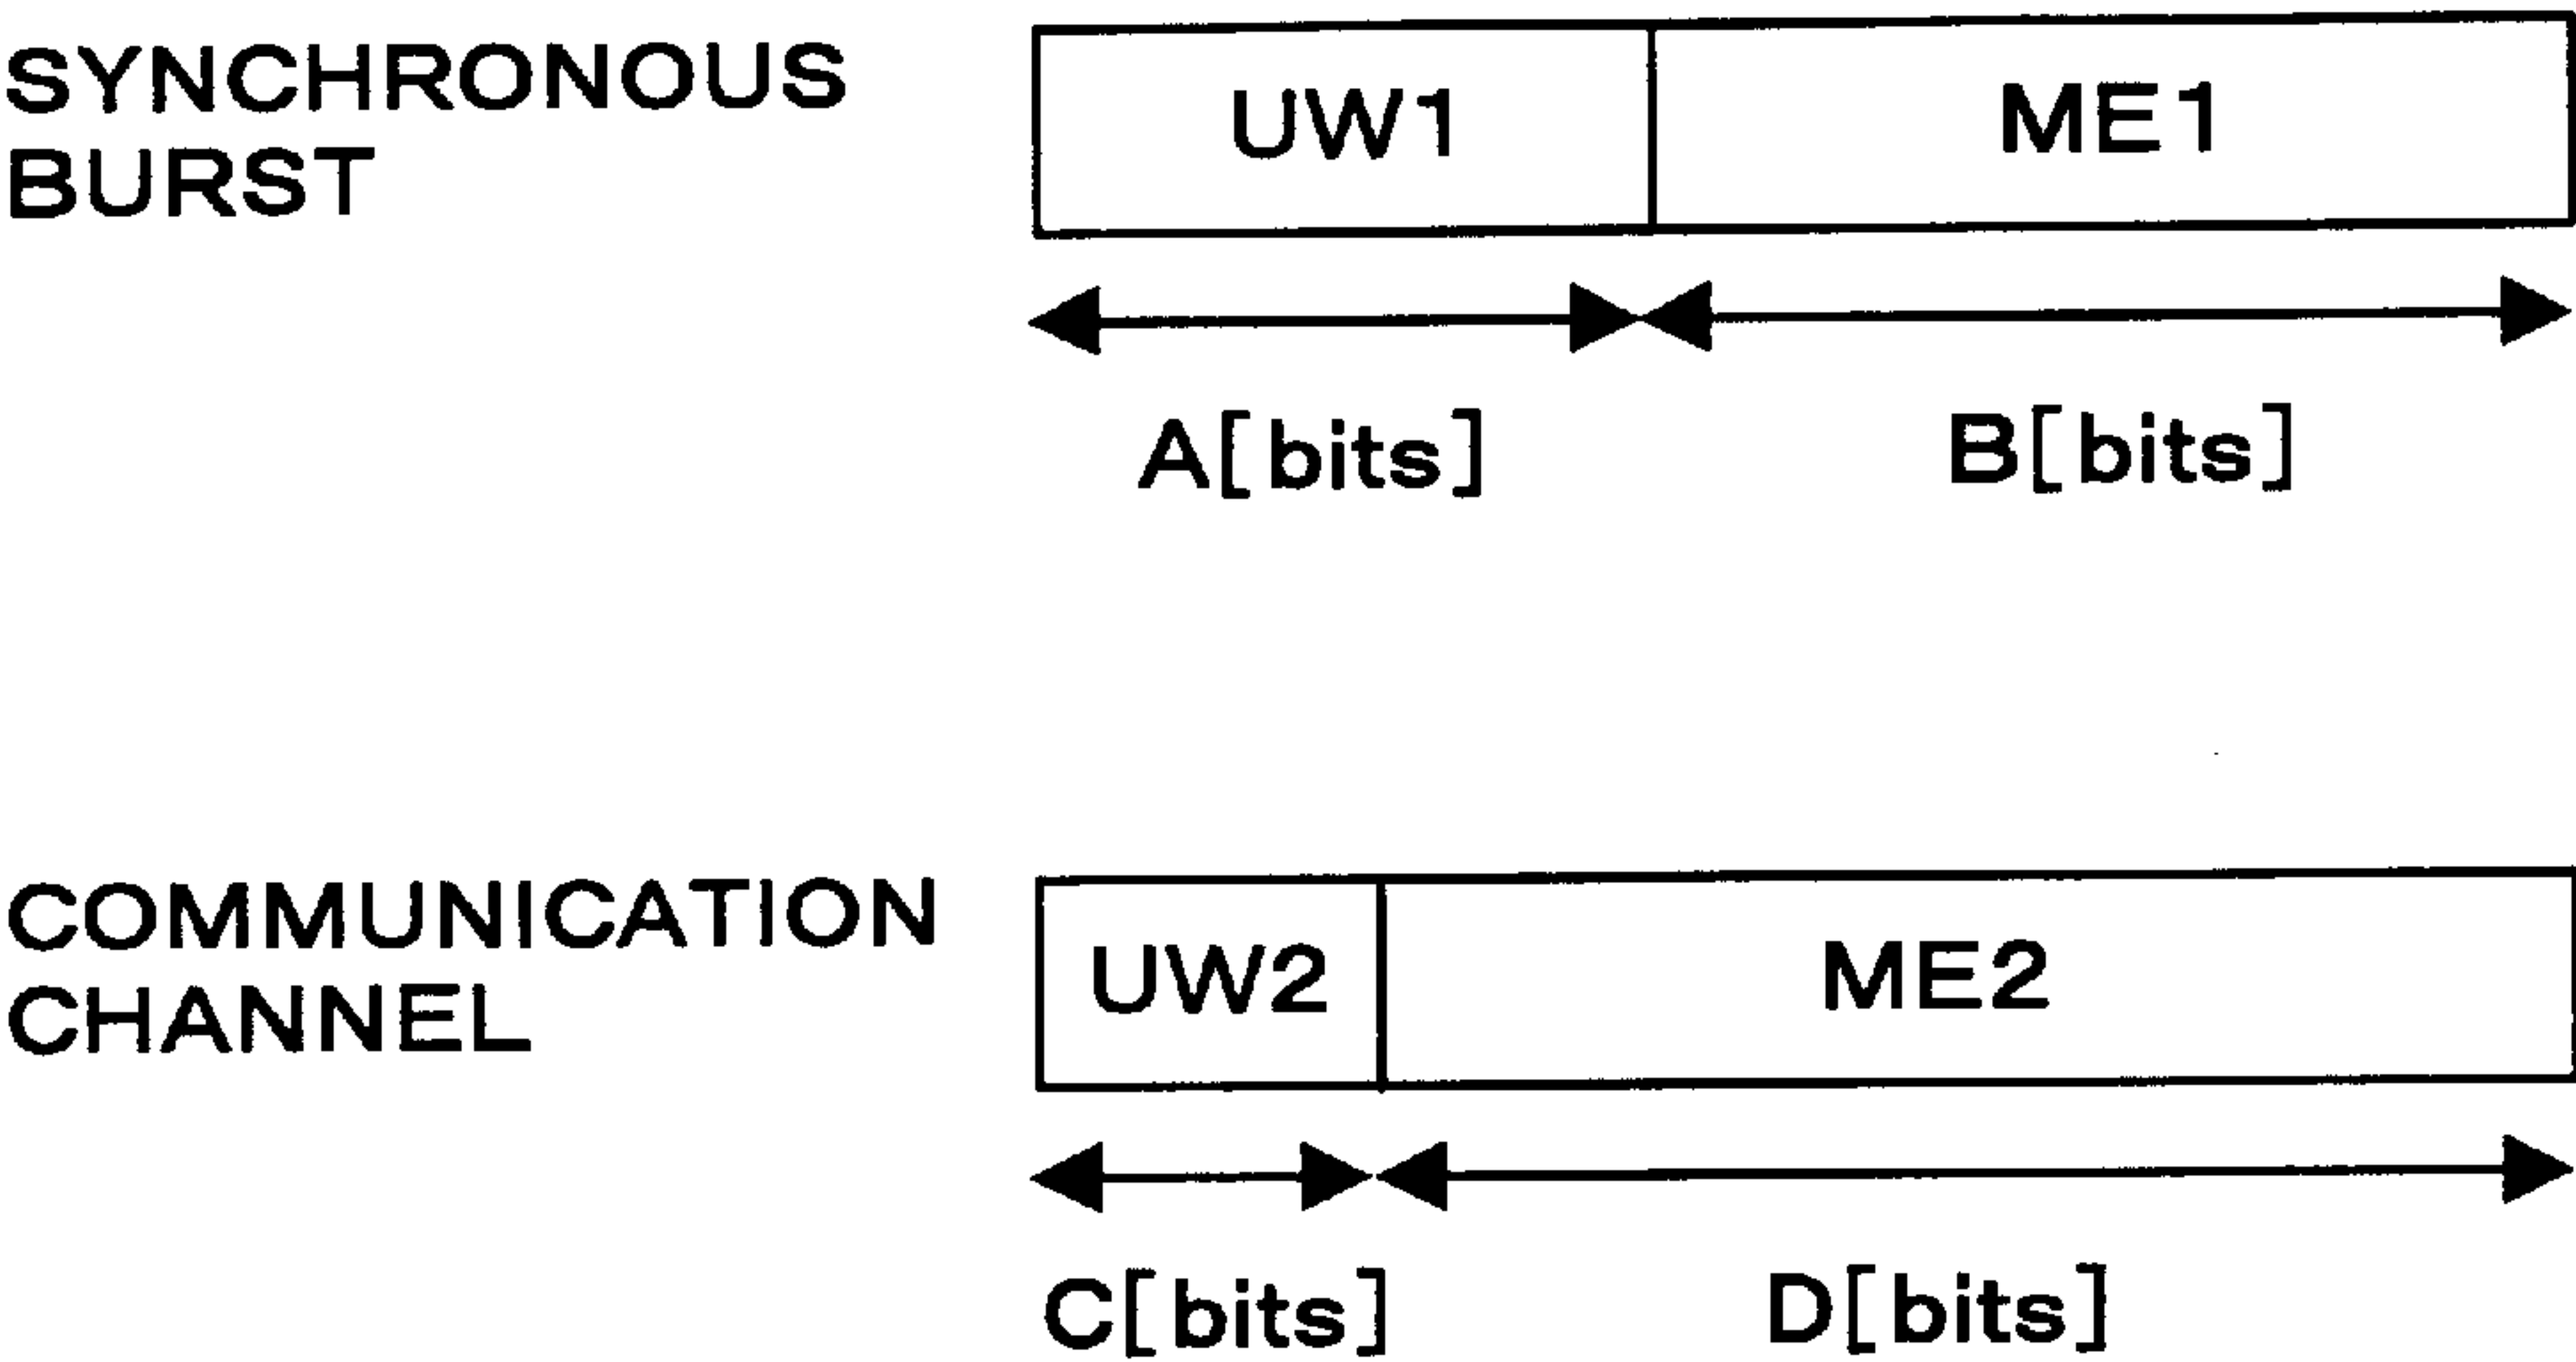 SYNCHRONOUS
BURST
UW1 ME1
A[bits] B[bits]
COMMUNICATION
CHANNEL
UW2 ME2
C[bits] D[bits]